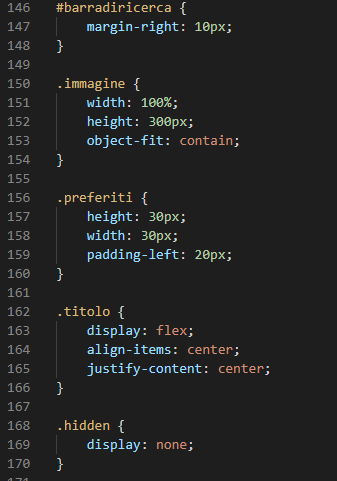 146 #barradiricerca {
147     margin-right: 10px;
148 }
149
150 .immagine {
151     width: 100%;
152     height: 300px;
153     object-fit: contain;
154 }
155
156 .preferiti {
157     height: 30px;
158     width: 30px;
159     padding-left: 20px;
160 }
161
162 .titolo {
163     display: flex;
164     align-items: center;
165     justify-content: center;
166 }
167
168 .hidden {
169     display: none;
170 }